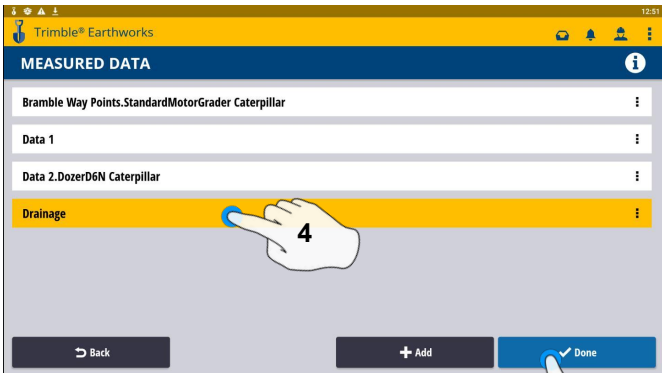 12:51
Trimble® Earthworks
MEASURED DATA
Bramble Way Points.StandardMotorGrader Caterpillar
Data 1
Data 2.DozerD6N Caterpillar
Drainage
4
Back
Add
Done